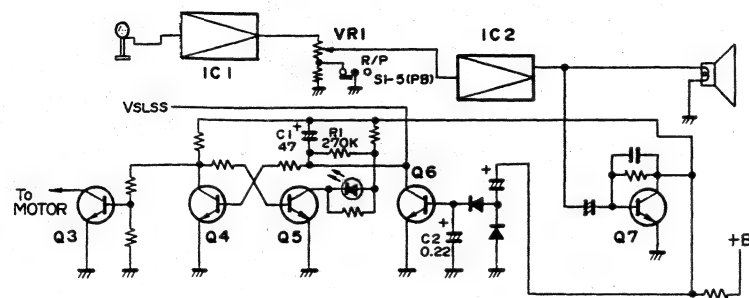 VR1
IC2
IC1
R/P
S1-5(PB)
VSLSS
C1
47
+
R1
270K
Q6
+
To
MOTOR
Q3
Q4
Q5
+
C2
0.22
Q7
+B